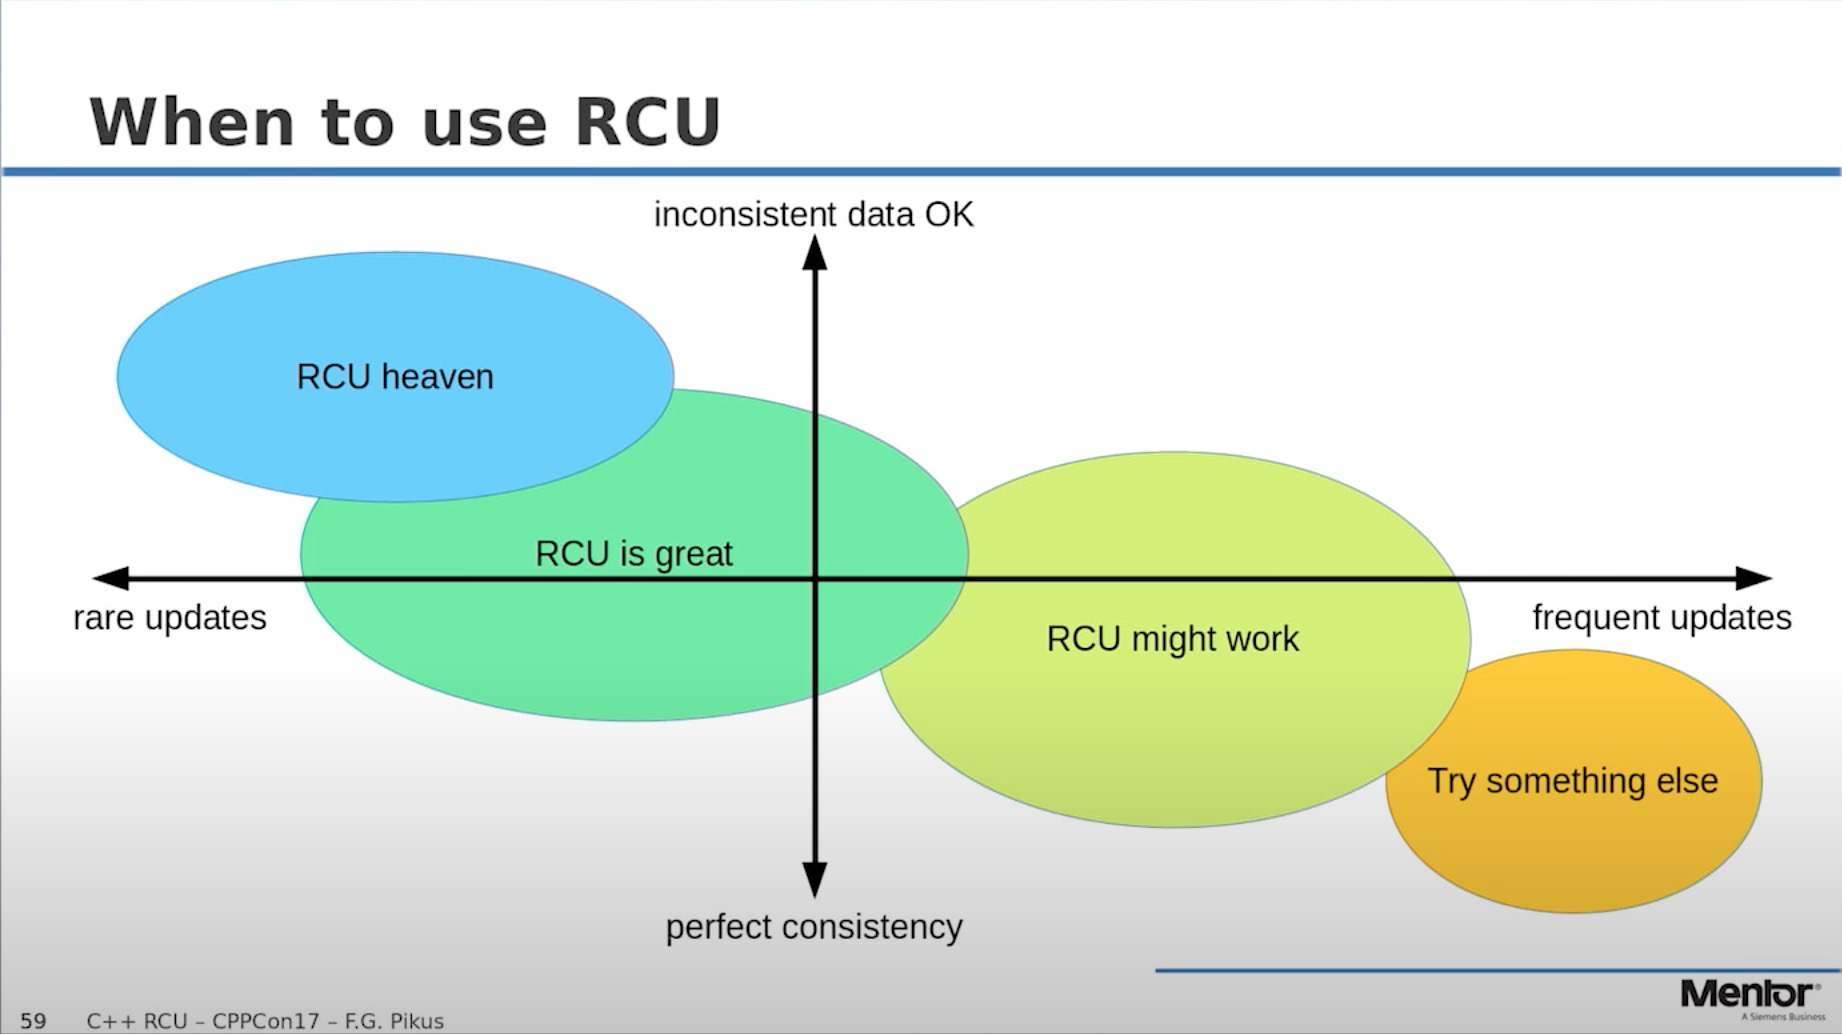 When to use RCU
inconsistent data OK
RCU heaven
RCU is great
rare updates
frequent updates
RCU might work
Try something else
perfect consistency
Mentor®
A Siemens Business
59 C++ RCU – CPPCon17 – F.G. Pikus